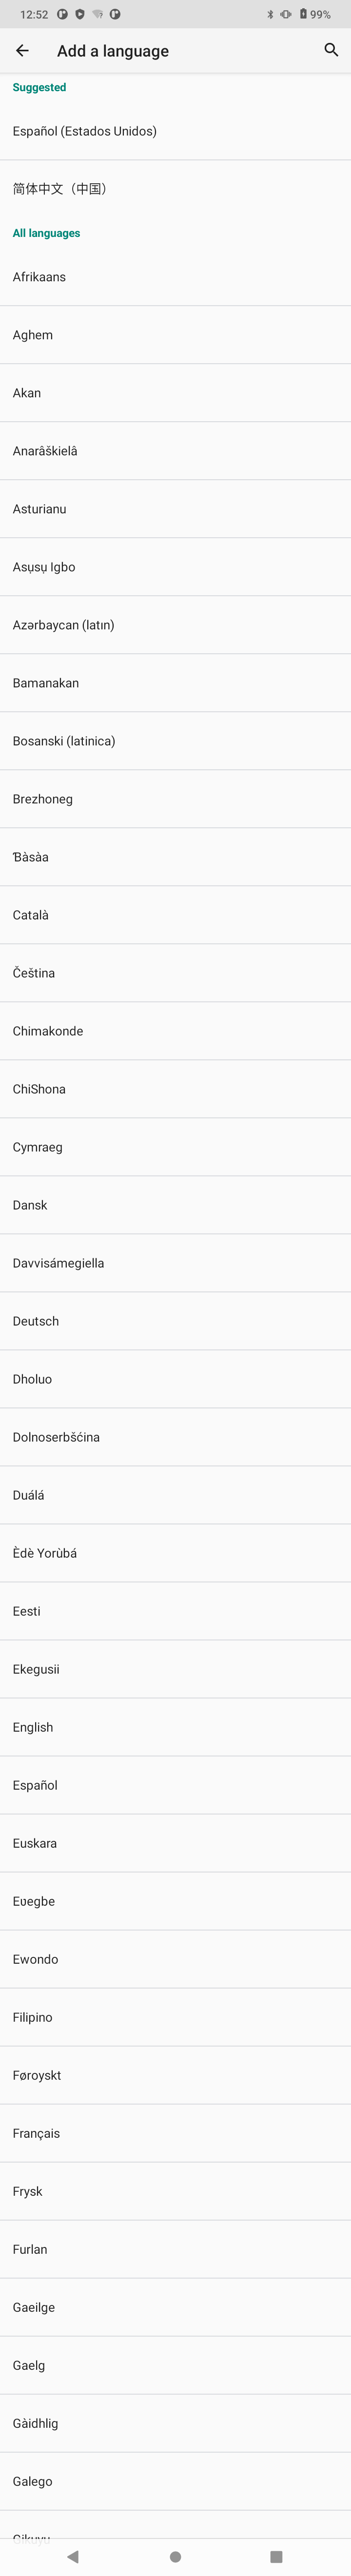 12:52
99%
Add a language
Suggested
Español (Estados Unidos)
简体中文（中国）
All languages
Afrikaans
Aghem
Akan
Anarâškielâ
Asturianu
Asụsụ Igbo
Azərbaycan (latın)
Bamanakan
Bosanski (latinica)
Brezhoneg
Ɓàsàa
Català
Čeština
Chimakonde
ChiShona
Cymraeg
Dansk
Davvisámegiella
Deutsch
Dholuo
Dolnoserbšćina
Duálá
Èdè Yorùbá
Eesti
Ekegusii
English
Español
Euskara
Eʋegbe
Ewondo
Filipino
Føroyskt
Français
Frysk
Furlan
Gaeilge
Gaelg
Gàidhlig
Galego